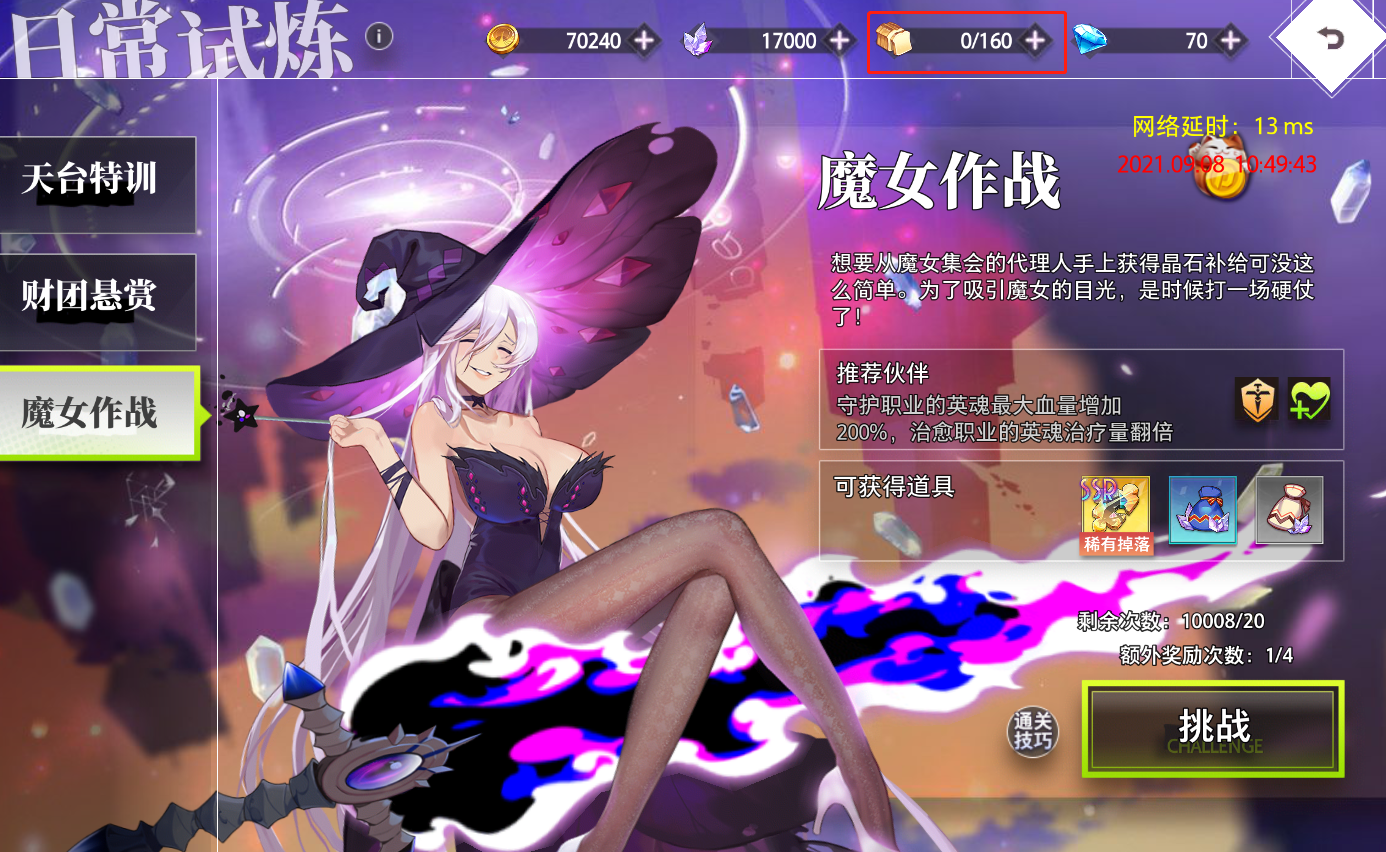 日常试炼
i
70240
17000
0/160
70
网络延时：13 ms
2021.09.08 10:49:43
天台特训
财团悬赏
魔女作战
魔女作战
想要从魔女集会的代理人手上获得晶石补给可没这
么简单。为了吸引魔女的目光，是时候打一场硬仗
了！
推荐伙伴
守护职业的英魂最大血量增加
200%，治愈职业的英魂治疗量翻倍
可获得道具
SSR
稀有掉落
剩余次数：10008/20
额外奖励次数：1/4
通关
技巧
挑战
CHALLENGE